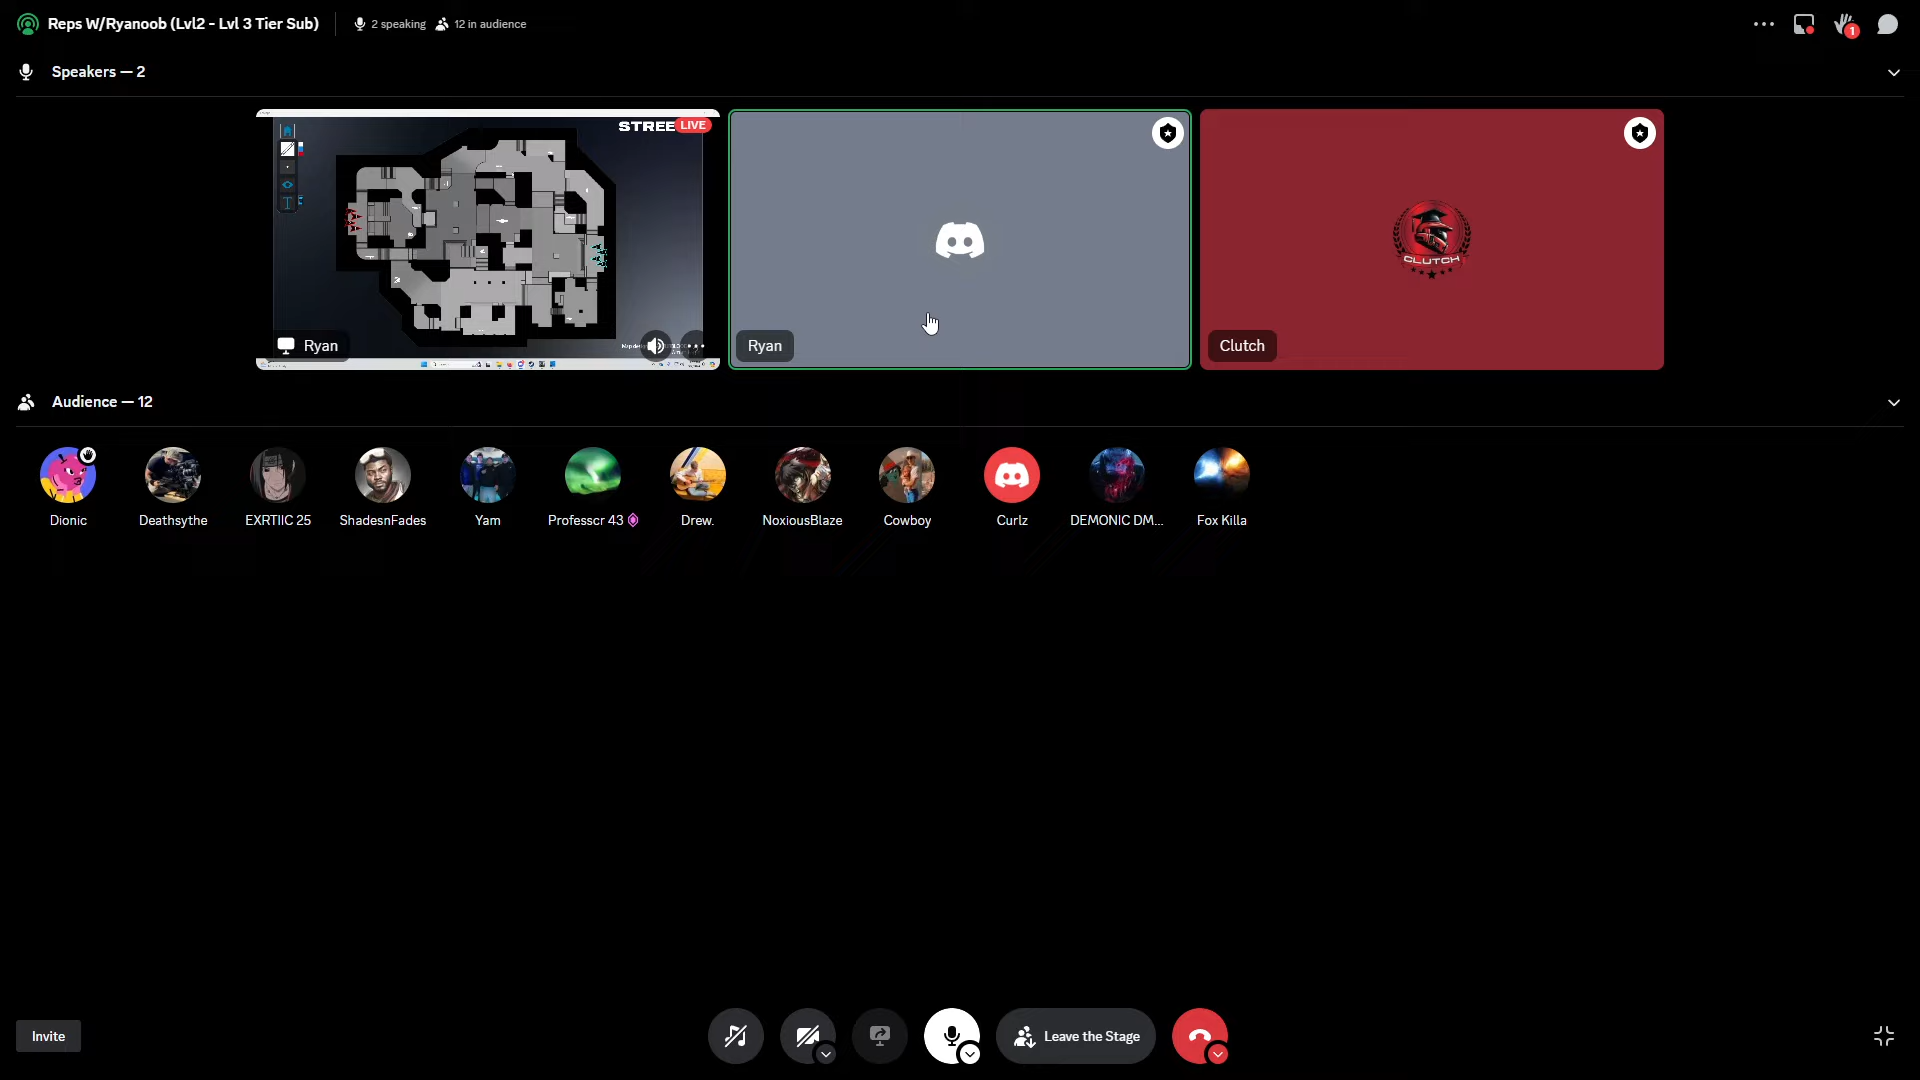 Reps W/Ryanoob (Lvl2 - Lvl 3 Tier Sub)
2 speaking
12 in audience
1
Speakers — 2
STREE
LIVE
Ryan
Ryan
CLUTCH
Clutch
Audience — 12
Dionic
Deathsythe
EXRTIIC 25
ShadesnFades
Yam
Professcr 43
Drew.
NoxiousBlaze
Cowboy
Curlz
DEMONIC DM...
Fox Killa
Invite
Leave the Stage